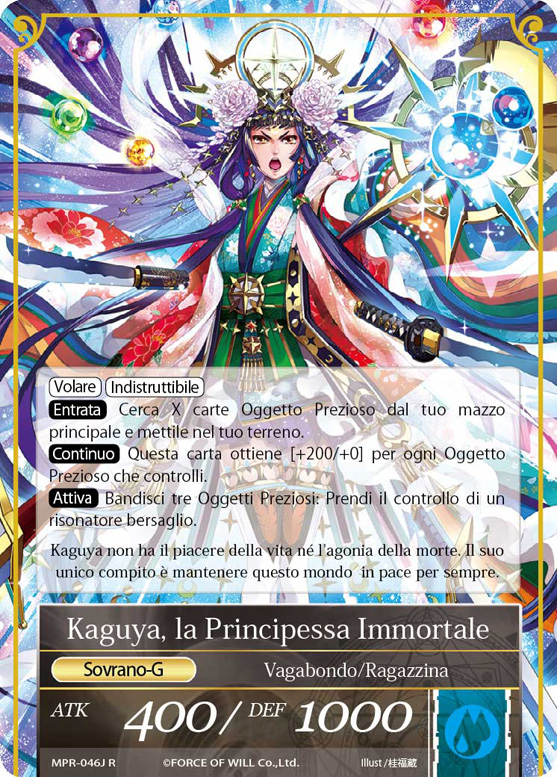 Volare Indistruttibile
Entrata Cerca X carte Oggetto Prezioso dal tuo mazzo
principale e mettile nel tuo terreno.
Continuo Questa carta ottiene [+200/+0] per ogni Oggetto
Prezioso che controlli.
Attiva Bandisci tre Oggetti Preziosi: Prendi il controllo di un
risonatore bersaglio.
Kaguya non ha il piacere della vita né l'agonia della morte. Il suo
unico compito è mantenere questo mondo in pace per sempre.
Kaguya, la Principessa Immortale
Sovrano-G Vagabondo/Ragazzina
ATK 400/ DEF 1000
MPR-046J R ©FORCE OF WILL Co.,Ltd. Illust /桂福蔵